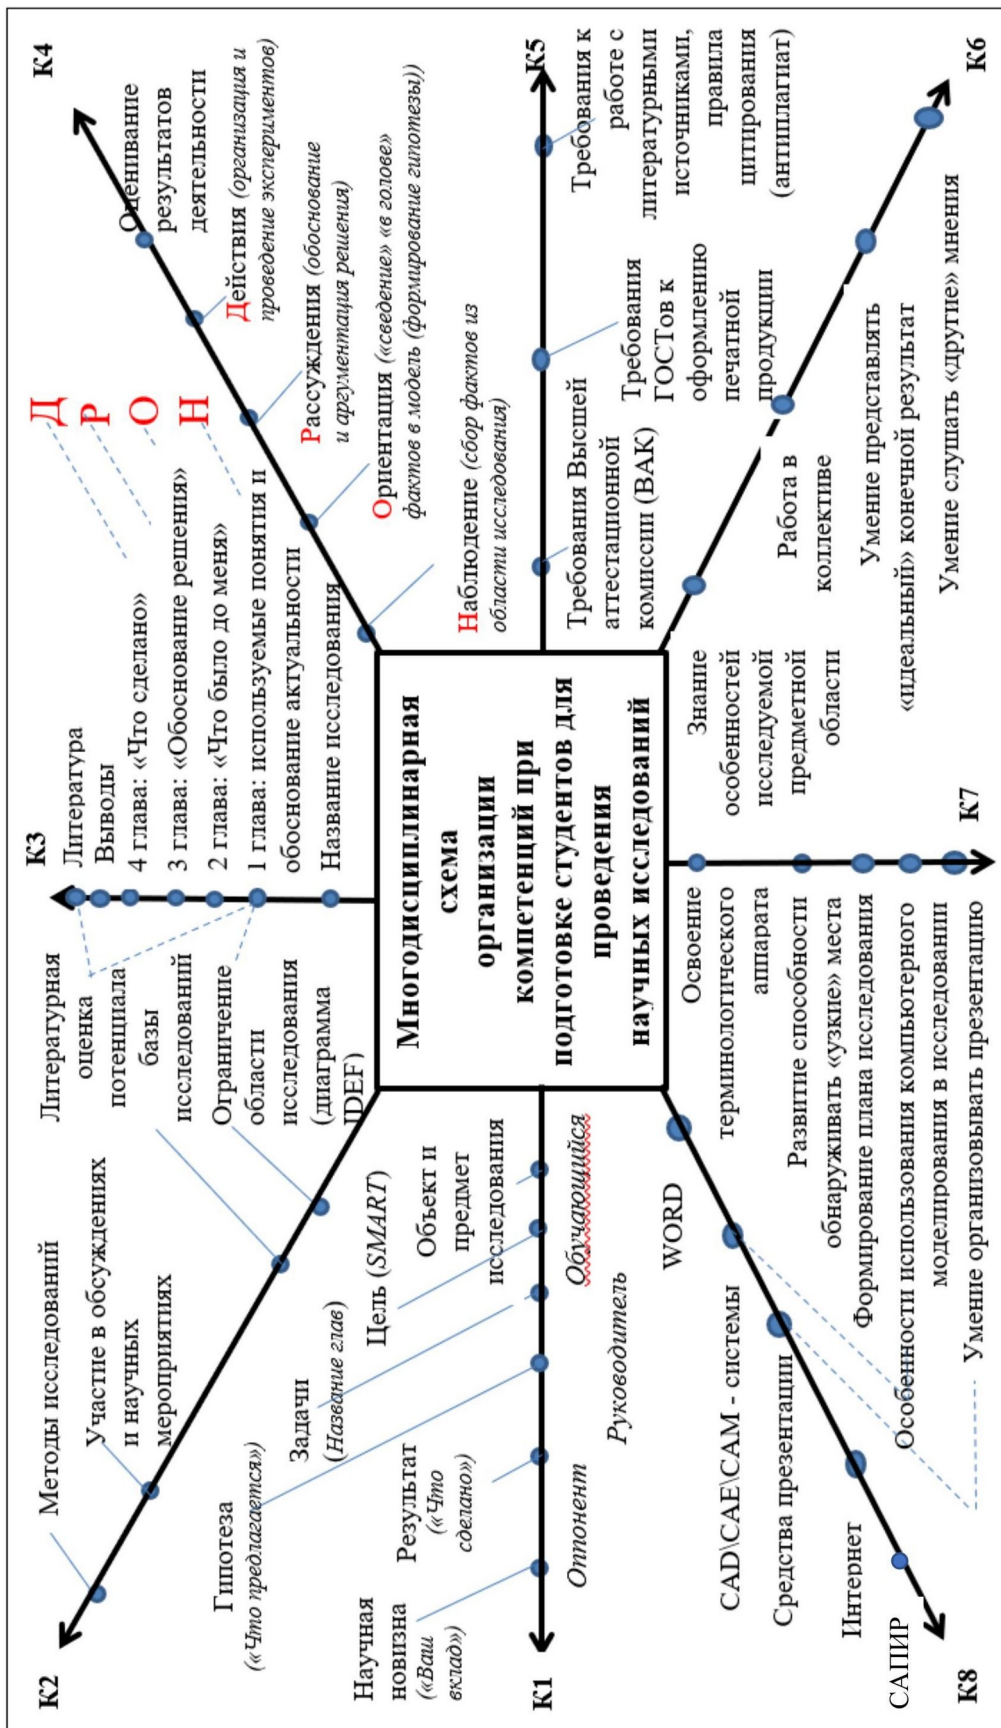 К4
Оценивание
результатов
деятельности
Действия (организация и
проведение экспериментов)
Рассуждения (обоснование
и аргументация решения)
Ориентация («сведение» «в голове»
фактов в модель (формирование гипотезы))
Наблюдение (сбор фактов из
области исследования)
Д
Р
О
Н
К3
Литература
Выводы
4 глава: «Что сделано»
3 глава: «Обоснование решения»
2 глава: «Что было до меня»
1 глава: используемые понятия и
обоснование актуальности
Название исследования
К2
Методы исследований
Участие в обсуждениях
и научных
мероприятиях
Литературная
оценка
потенциала
базы
исследований
Ограничение
области
исследования
(диаграмма
IDEF)
К1
Научная
новизна
(«Ваш
вклад»)
Гипотеза
(«Что предлагается»)
Результат
(«Что
сделано»)
Задачи
(Название глав)
Цель (SMART)
Объект и
предмет
исследования
Оппонент
Руководитель
Обучающийся
Многодисциплинарная
схема
организации
компетенций при
подготовке студентов для
проведения
научных исследований
К5
Требования Высшей
аттестационной
комиссии (ВАК)
Требования
ГОСТов к
оформлению
печатной
продукции
Требования к
работе с
литературными
источниками,
правила
цитирования
(антиплагиат)
К6
Знание
особенностей
исследуемой
предметной
области
Работа в
коллективе
Умение представлять
«идеальный» конечный результат
Умение слушать «другие» мнения
К7
Освоение
терминологического
аппарата
Развитие способности
обнаруживать «узкие» места
Формирование плана исследования
Особенности использования компьютерного
моделирования в исследовании
Умение организовывать презентацию
К8
WORD
CAD\CAE\CAM - системы
Средства презентации
Интернет
САПИР